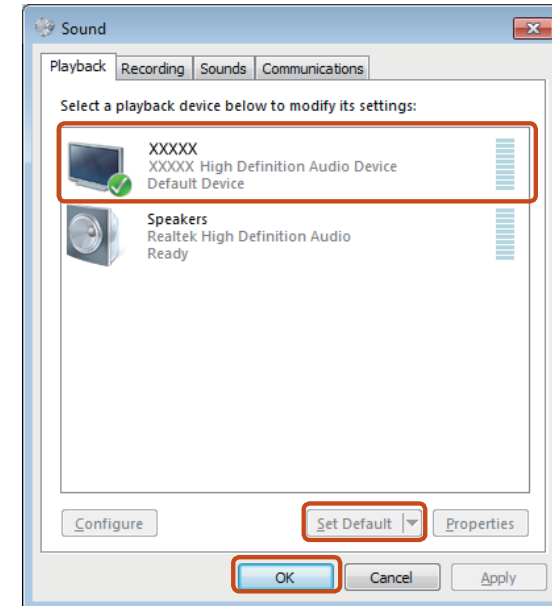 Sound
Playback Recording Sounds Communications
Select a playback device below to modify its settings:
XXXXX
XXXXX High Definition Audio Device
Default Device
Speakers
Realtek High Definition Audio
Ready
Configure Set Default Properties
OK Cancel Apply